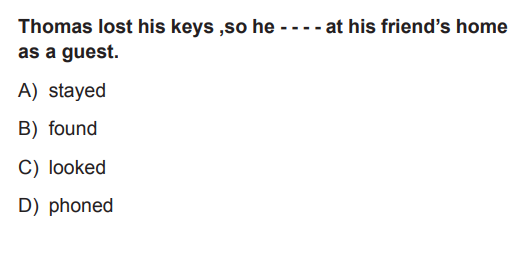 Thomas lost his keys ,so he - - - - at his friend’s home
as a guest.
A) stayed
B) found
C) looked
D) phoned